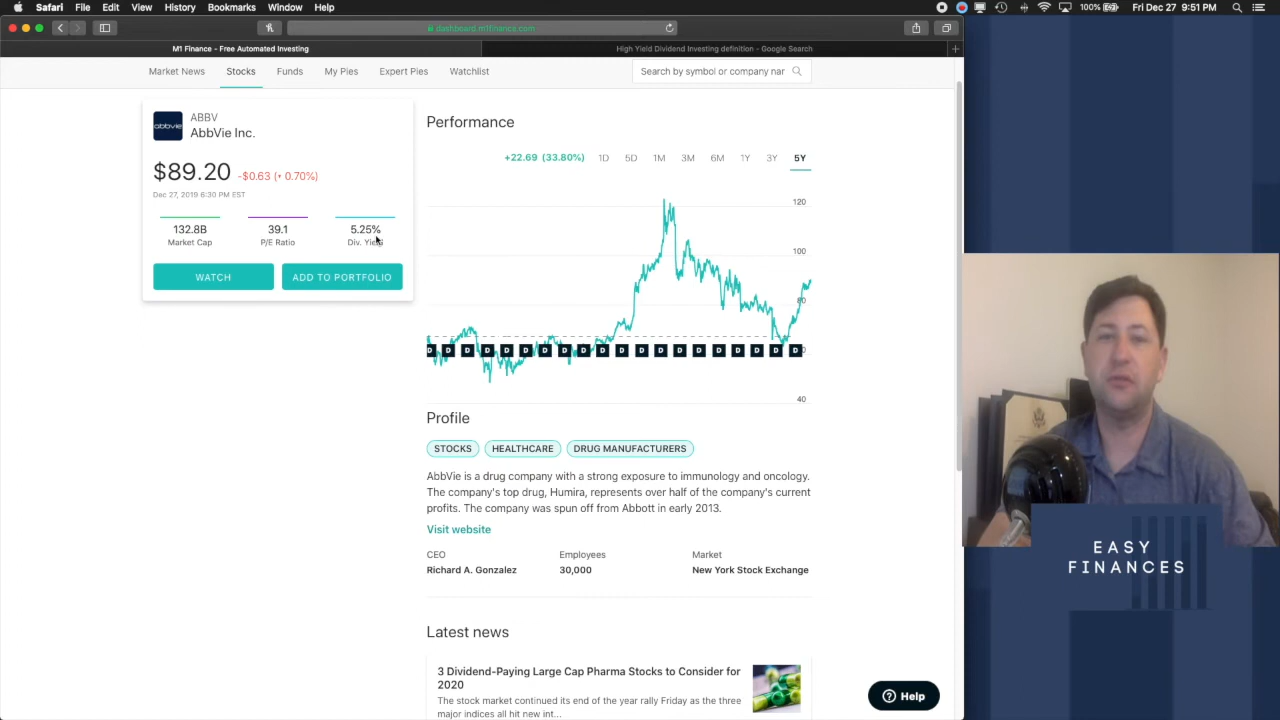 Safari File Edit View History Bookmarks Window Help
100% Fri Dec 27 9:51 PM
dashboard.m1finance.com
M1 Finance - Free Automated Investing
High Yield Dividend Investing definition - Google Search
Market News Stocks Funds My Pies Expert Pies Watchlist
Search by symbol or company nar
abbvie
ABBV
AbbVie Inc.
$89.20 -$0.63 (▾ 0.70%)
Dec 27, 2019 6:30 PM EST
132.8B
Market Cap
39.1
P/E Ratio
5.25%
Div. Yield
WATCH
ADD TO PORTFOLIO
Performance
+22.69 (33.80%) 1D 5D 1M 3M 6M 1Y 3Y 5Y
120
100
80
D D D D D D D D D D D D D D D D D D D D
40
Profile
STOCKS HEALTHCARE DRUG MANUFACTURERS
AbbVie is a drug company with a strong exposure to immunology and oncology.
The company's top drug, Humira, represents over half of the company's current
profits. The company was spun off from Abbott in early 2013.
Visit website
CEO
Richard A. Gonzalez
Employees
30,000
Market
New York Stock Exchange
Latest news
3 Dividend-Paying Large Cap Pharma Stocks to Consider for
2020
The stock market continued its end of the year rally Friday as the three
major indices all hit new int...
Help
EASY
FINANCES